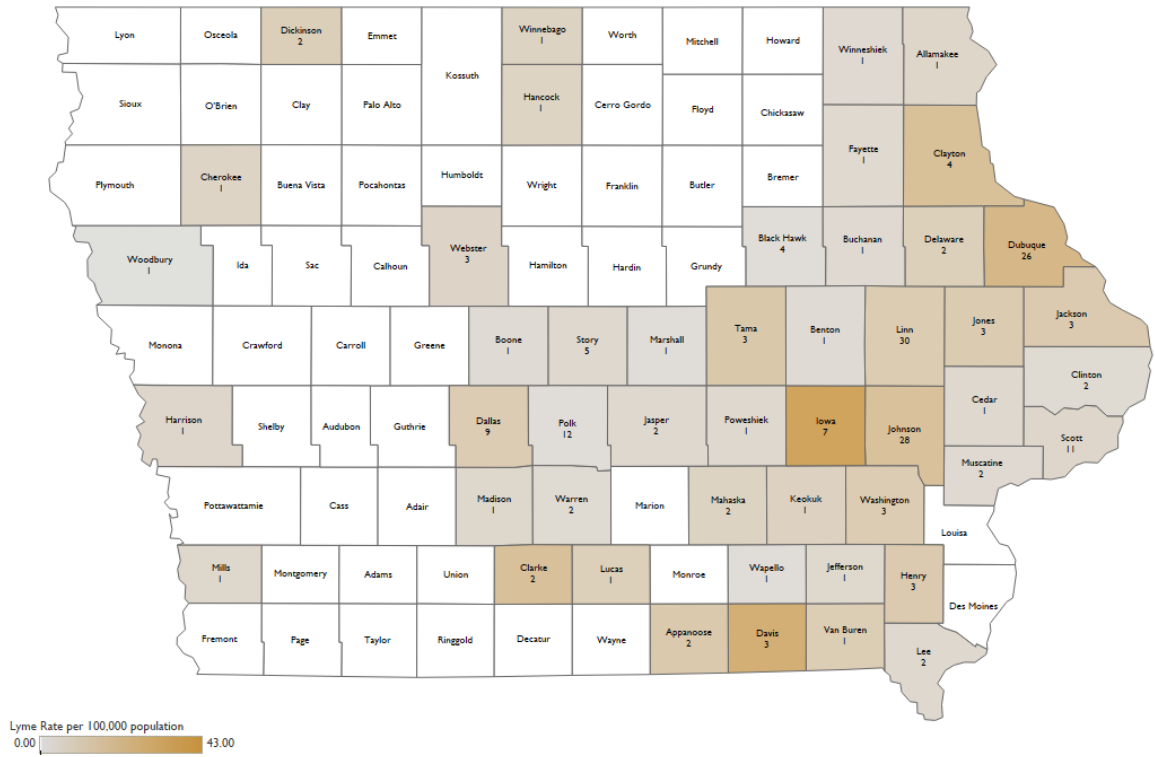 Lyon
Osceola
Dickinson
2
Emmet
Kossuth
Winnebago
1
Worth
Mitchell
Howard
Winneshiek
1
Allamakee
1
Sioux
O'Brien
Clay
Palo Alto
Hancock
1
Cerro Gordo
Floyd
Chickasaw
Plymouth
Cherokee
1
Buena Vista
Pocahontas
Humboldt
Wright
Franklin
Butler
Bremer
Fayette
1
Clayton
4
Woodbury
1
Ida
Sac
Calhoun
Webster
3
Hamilton
Hardin
Grundy
Black Hawk
4
Buchanan
1
Delaware
2
Dubuque
26
Monona
Crawford
Carroll
Greene
Boone
1
Story
5
Marshall
1
Tama
3
Benton
1
Linn
30
Jones
3
Jackson
3
Clinton
2
Harrison
1
Shelby
Audubon
Guthrie
Dallas
9
Polk
12
Jasper
2
Poweshiek
1
Iowa
7
Johnson
28
Cedar
1
Scott
11
Muscatine
2
Pottawattamie
Cass
Adair
Madison
1
Warren
2
Marion
Mahaska
2
Keokuk
1
Washington
3
Louisa
Mills
1
Montgomery
Adams
Union
Clarke
2
Lucas
1
Monroe
Wapello
1
Jefferson
1
Henry
3
Des Moines
Fremont
Page
Taylor
Ringgold
Decatur
Wayne
Appanoose
2
Davis
3
Van Buren
1
Lee
2
Lyme Rate per 100,000 population
0.00 43.00